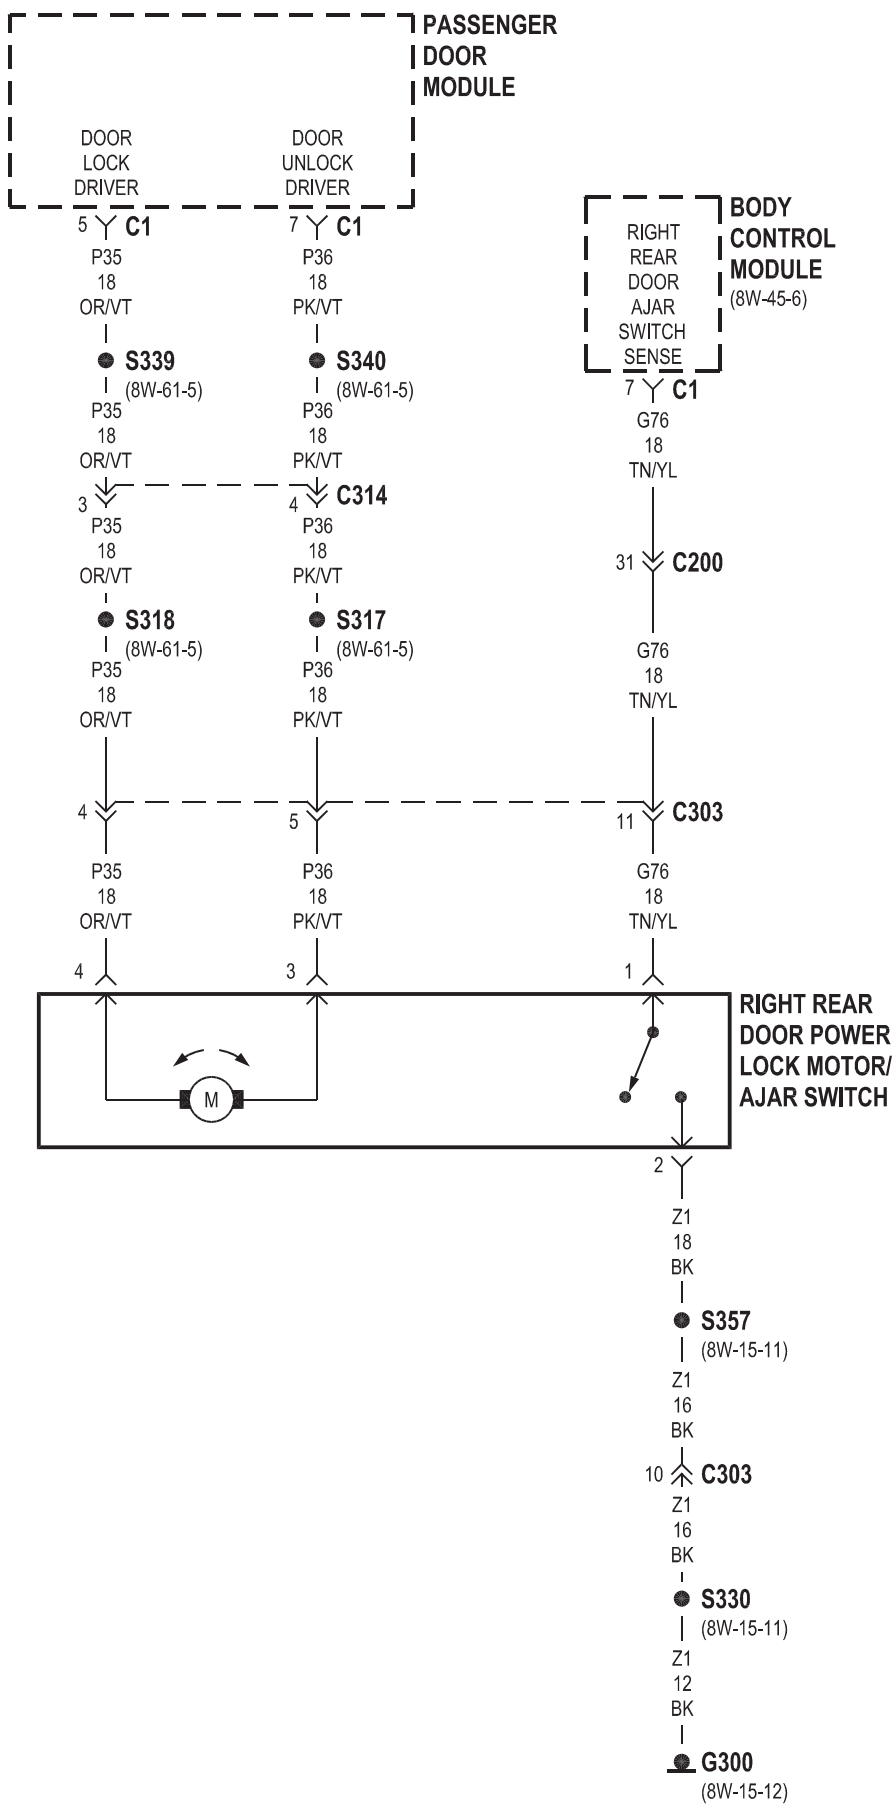 PASSENGER
DOOR
MODULE
DOOR
LOCK
DRIVER
DOOR
UNLOCK
DRIVER
5 C1
7 C1
P35
18
OR/VT
P36
18
PK/VT
BODY
CONTROL
MODULE
(8W-45-6)
RIGHT
REAR
DOOR
AJAR
SWITCH
SENSE
7 C1
S339
(8W-61-5)
S340
(8W-61-5)
P35
18
OR/VT
P36
18
PK/VT
G76
18
TN/YL
3
4 C314
P35
18
OR/VT
P36
18
PK/VT
31 C200
S318
(8W-61-5)
S317
(8W-61-5)
P35
18
OR/VT
P36
18
PK/VT
G76
18
TN/YL
4
5
11 C303
P35
18
OR/VT
P36
18
PK/VT
G76
18
TN/YL
4
3
1
RIGHT REAR
DOOR POWER
LOCK MOTOR/
AJAR SWITCH
M
2
Z1
18
BK
S357
(8W-15-11)
Z1
16
BK
10 C303
Z1
16
BK
S330
(8W-15-11)
Z1
12
BK
G300
(8W-15-12)